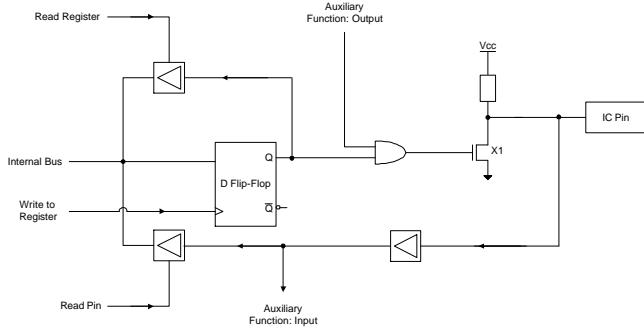 Auxiliary
Function: Output
Read Register
Vcc
IC Pin
X1
Internal Bus
Q
D Flip-Flop
Q
Write to
Register
Read Pin
Auxiliary
Function: Input